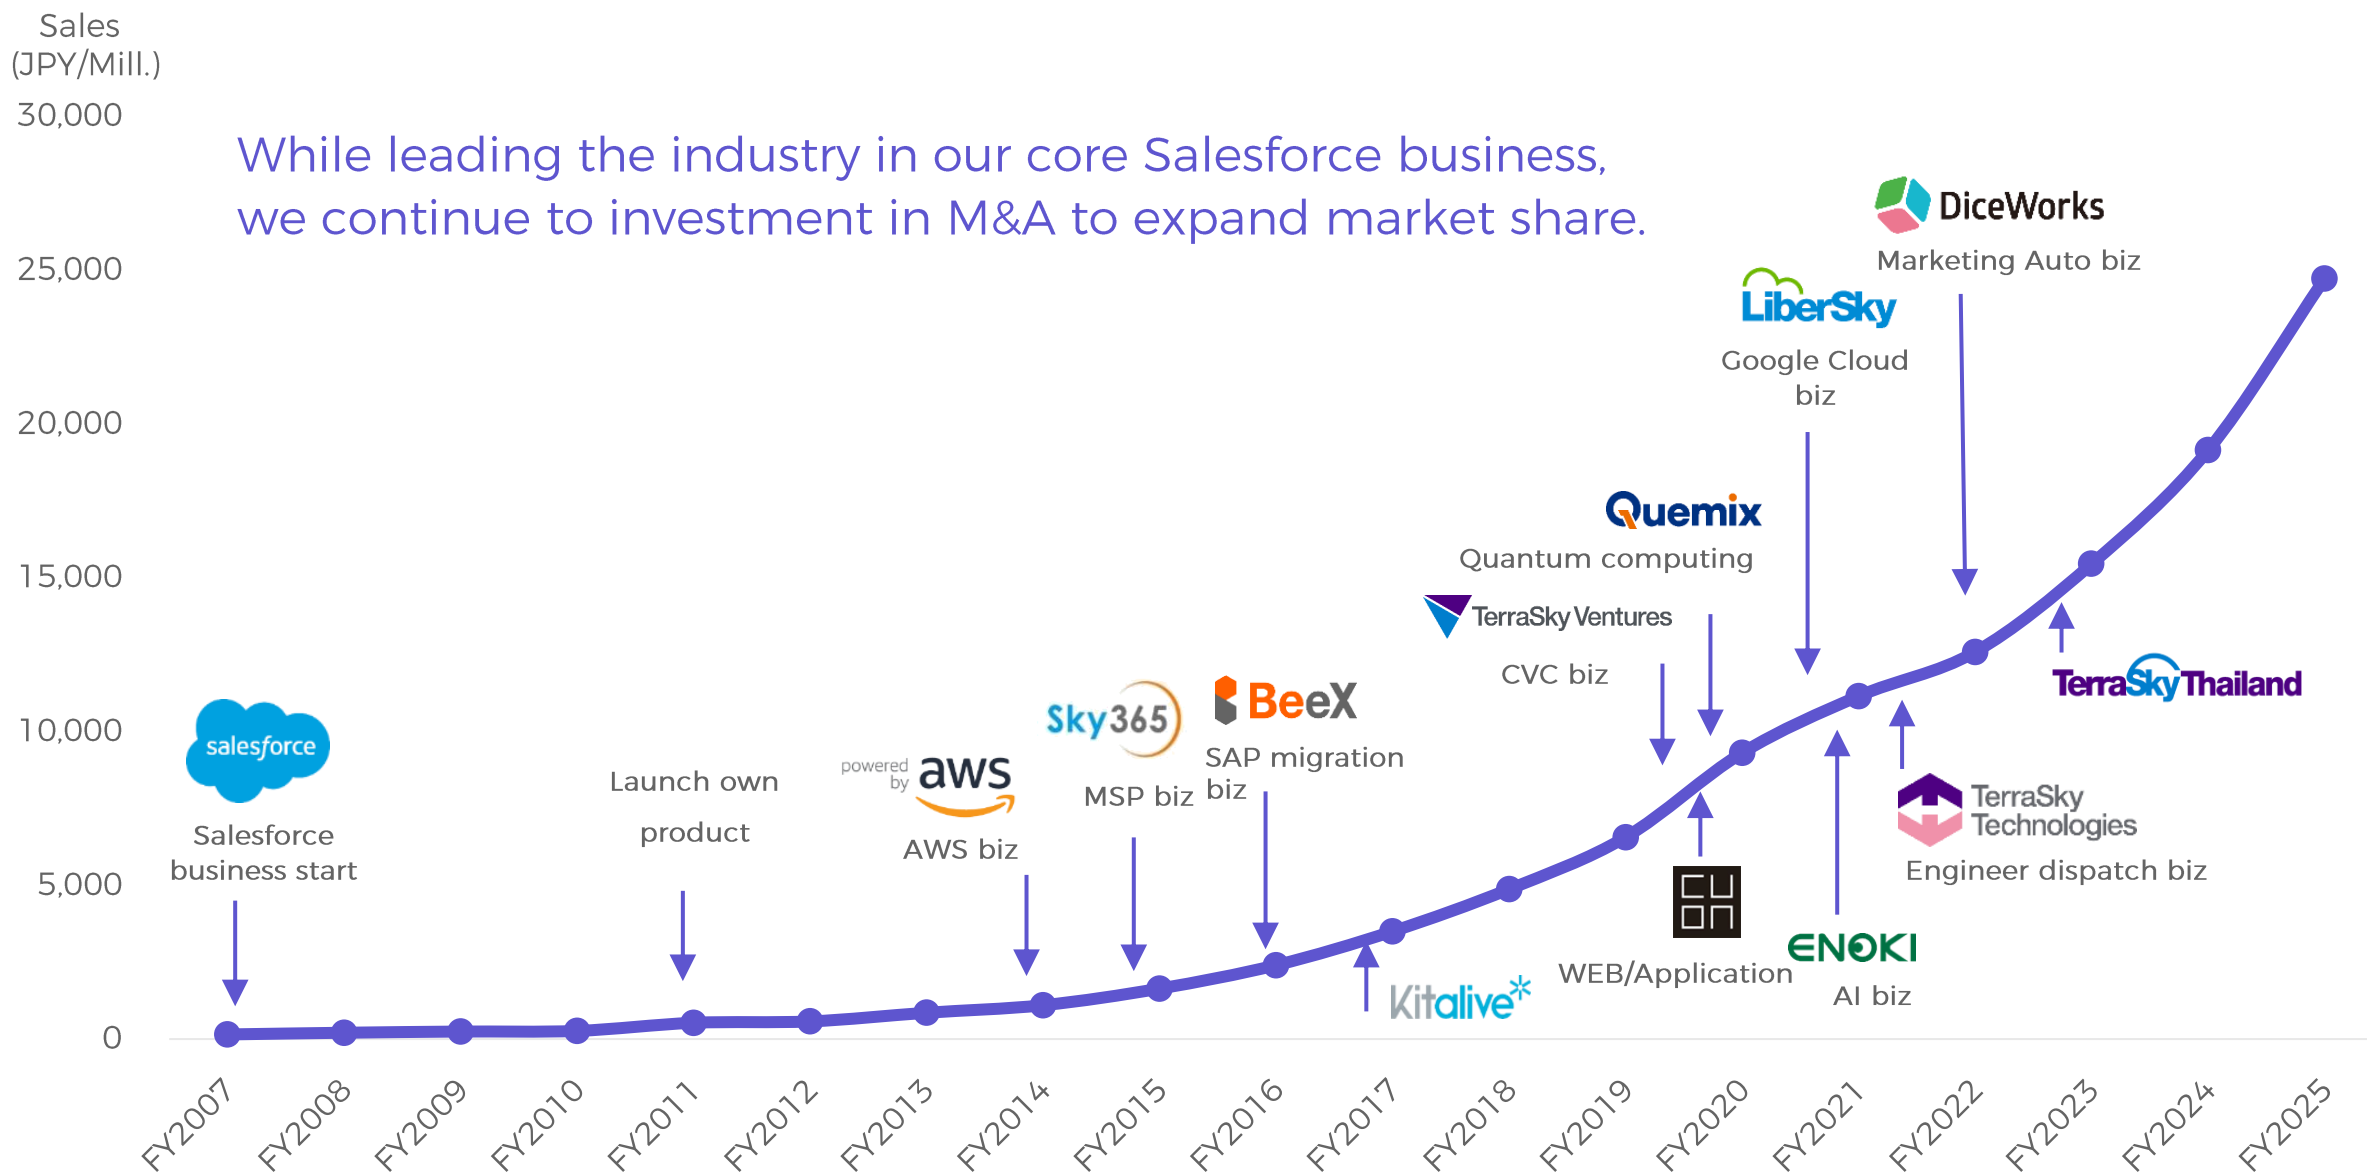 Sales
(JPY/Mill.)
30,000
25,000
20,000
15,000
10,000
5,000
0
While leading the industry in our core Salesforce business,
we continue to investment in M&A to expand market share.
salesforce
Salesforce
business start
Launch own
product
powered
by
aws
AWS biz
Sky365
MSP biz
BeeX
SAP migration
biz
Kitalive
TerraSky Ventures
CVC biz
Quemix
Quantum computing
CUON
WEB/Application
LiberSky
Google Cloud
biz
ENOKI
AI biz
DiceWorks
Marketing Auto biz
TerraSky
Technologies
Engineer dispatch biz
TerraSky Thailand
FY2007
FY2008
FY2009
FY2010
FY2011
FY2012
FY2013
FY2014
FY2015
FY2016
FY2017
FY2018
FY2019
FY2020
FY2021
FY2022
FY2023
FY2024
FY2025